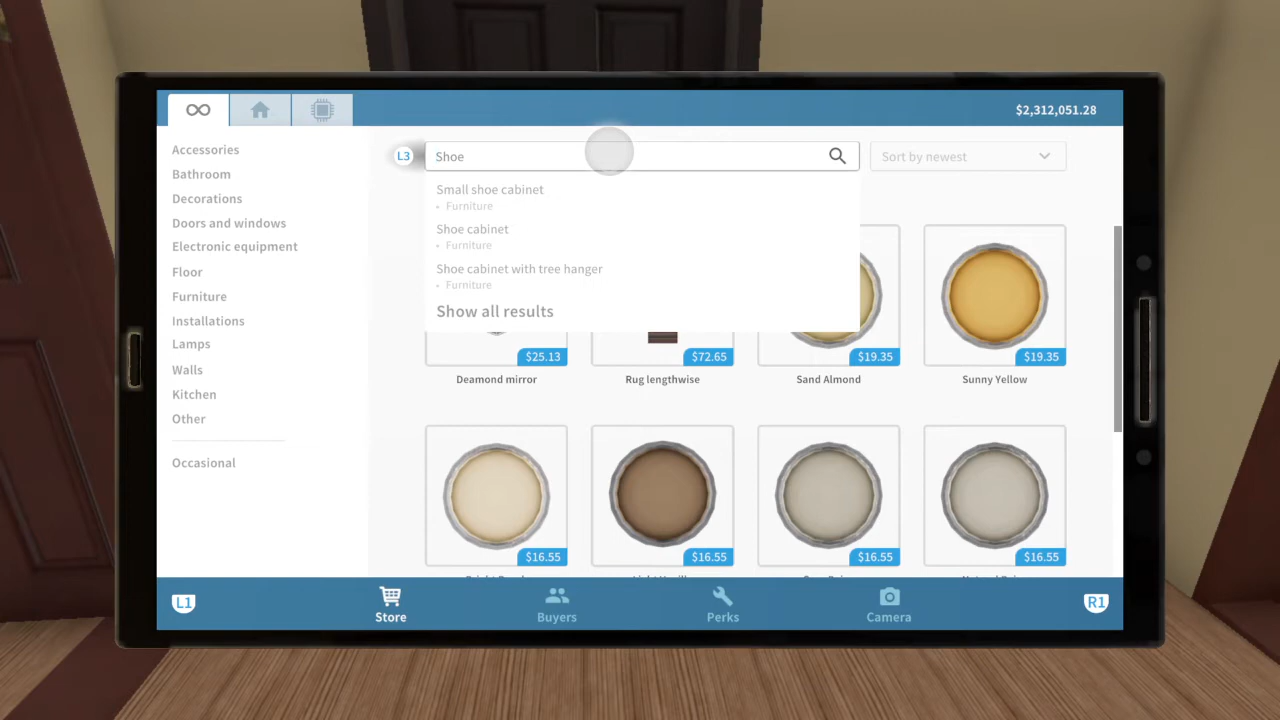 $2,312,051.28
Accessories
Bathroom
Decorations
Doors and windows
Electronic equipment
Floor
Furniture
Installations
Lamps
Walls
Kitchen
Other
Occasional
L3
Shoe
Sort by newest
Small shoe cabinet
• Furniture
Shoe cabinet
• Furniture
Shoe cabinet with tree hanger
• Furniture
Show all results
$25.13
$72.65
$19.35
$19.35
Deamond mirror
Rug lengthwise
Sand Almond
Sunny Yellow
$16.55
$16.55
$16.55
$16.55
L1
Store
Buyers
Perks
Camera
R1